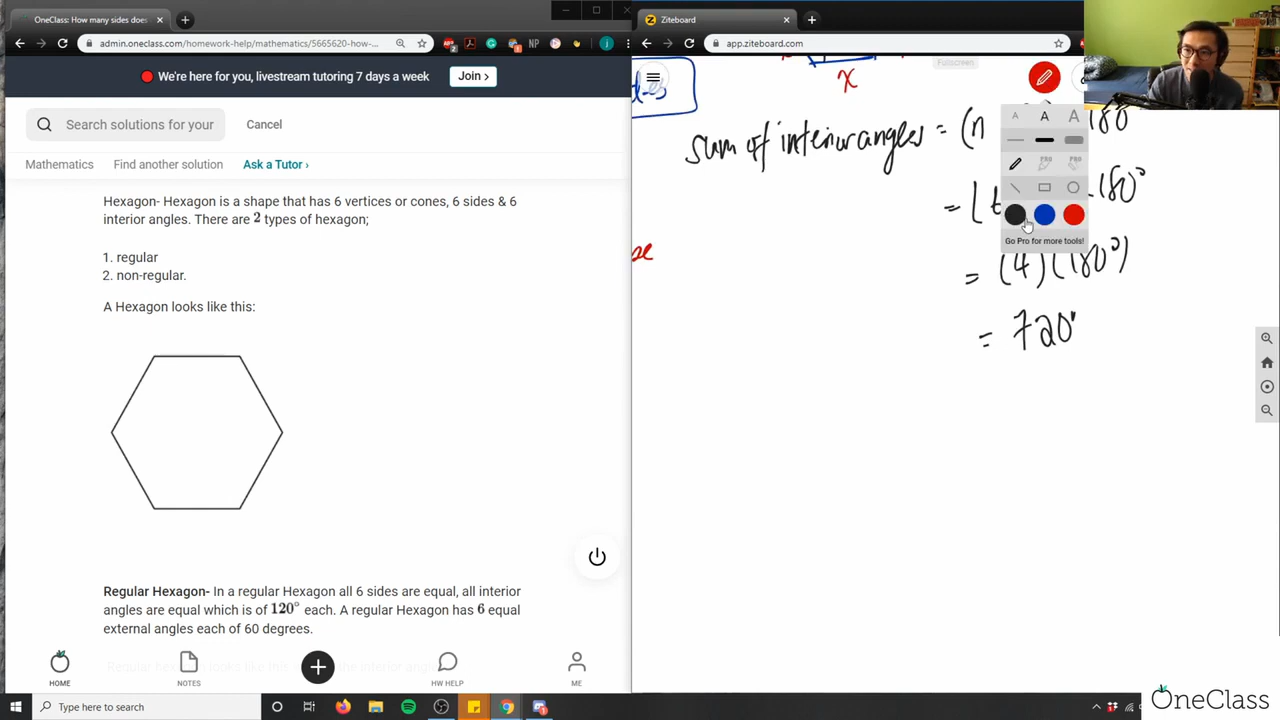 OneClass: How many sides does
admin.oneclass.com/homework-help/mathematics/5665620-how-...
We're here for you, livestream tutoring 7 days a week
Join ›
Search solutions for your
Cancel
Mathematics
Find another solution
Ask a Tutor ›
Hexagon- Hexagon is a shape that has 6 vertices or cones, 6 sides & 6
interior angles. There are 2 types of hexagon;
1. regular
2. non-regular.
A Hexagon looks like this:
Regular Hexagon- In a regular Hexagon all 6 sides are equal, all interior
angles are equal which is of 120° each. A regular Hexagon has 6 equal
external angles each of 60 degrees.
HOME
NOTES
HW HELP
ME
Ziteboard
app.ziteboard.com
Fullscreen
x
sum of interior angles = (n 180
= ( 180°
= (4)(180°)
= 720°
A A A
PRO PRO
Go Pro for more tools!
Type here to search
OneClass